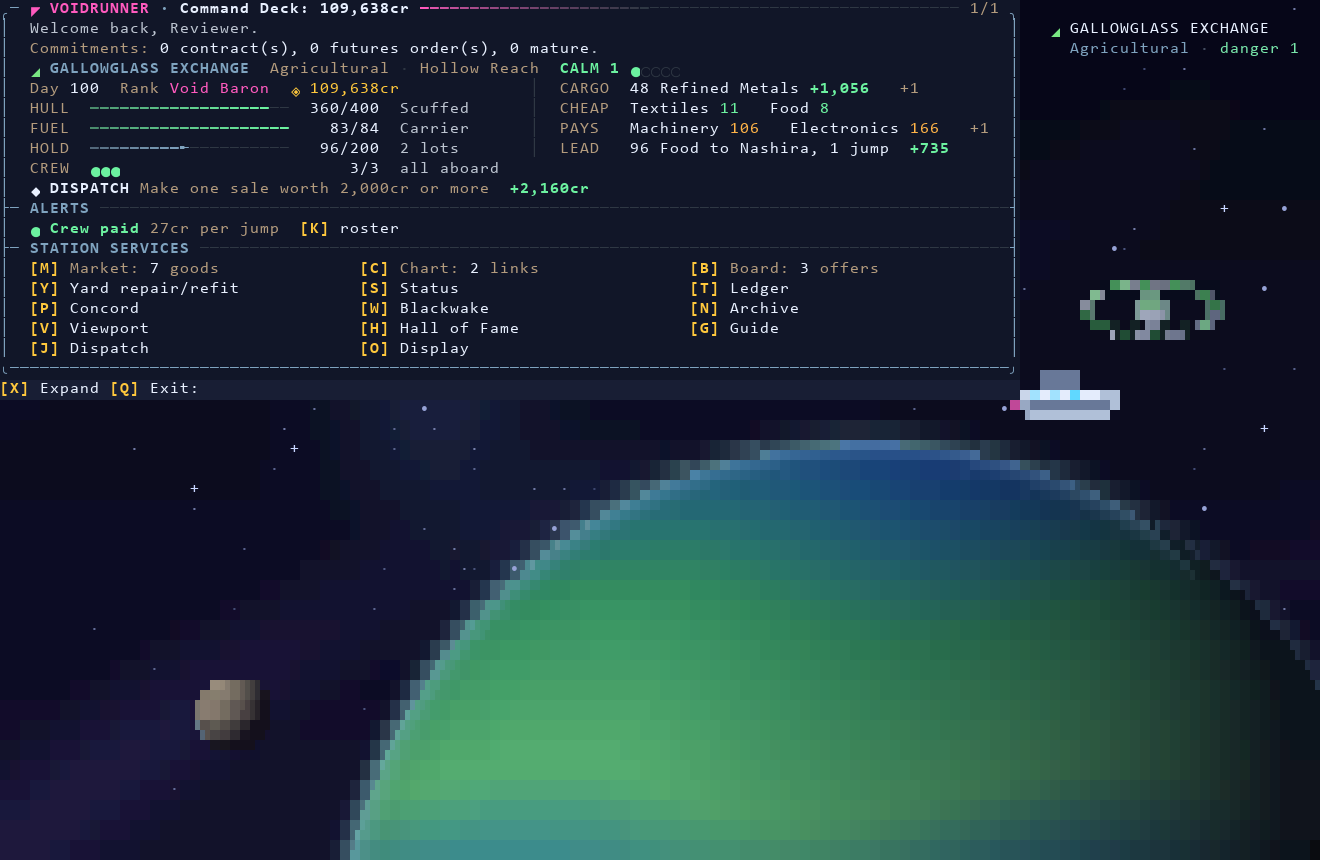 VOIDRUNNER · Command Deck: 109,638cr 1/1
Welcome back, Reviewer.
Commitments: 0 contract(s), 0 futures order(s), 0 mature.
GALLOWGLASS EXCHANGE Agricultural · Hollow Reach CALM 1
Day 100 Rank Void Baron 109,638cr
CARGO 48 Refined Metals +1,056 +1
HULL 360/400 Scuffed
CHEAP Textiles 11 Food 8
FUEL 83/84 Carrier
PAYS Machinery 106 Electronics 166 +1
HOLD 96/200 2 lots
LEAD 96 Food to Nashira, 1 jump +735
CREW 3/3 all aboard
DISPATCH Make one sale worth 2,000cr or more +2,160cr
ALERTS
Crew paid 27cr per jump [K] roster
STATION SERVICES
[M] Market: 7 goods [C] Chart: 2 links [B] Board: 3 offers
[Y] Yard repair/refit [S] Status [T] Ledger
[P] Concord [W] Blackwake [N] Archive
[V] Viewport [H] Hall of Fame [G] Guide
[J] Dispatch [O] Display
[X] Expand [Q] Exit:
GALLOWGLASS EXCHANGE
Agricultural · danger 1